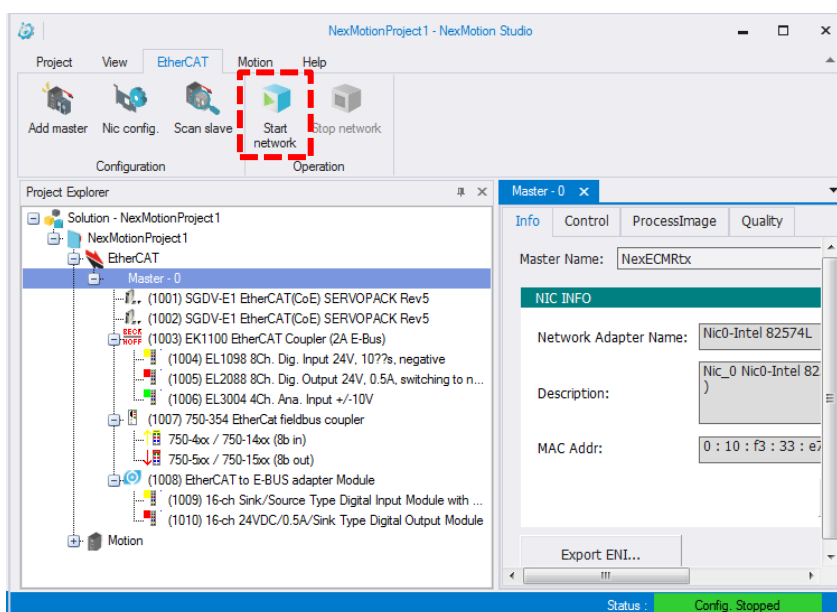 NexMotionProject1 - NexMotion Studio
Project View EtherCAT Motion Help
Add master Nic config. Scan slave Start network Stop network
Configuration Operation
Project Explorer
Master - 0
Solution - NexMotionProject1
NexMotionProject1
EtherCAT
Master - 0
(1001) SGDV-E1 EtherCAT(CoE) SERVOPACK Rev5
(1002) SGDV-E1 EtherCAT(CoE) SERVOPACK Rev5
BECK
HOFF
(1003) EK1100 EtherCAT Coupler (2A E-Bus)
(1004) EL1098 8Ch. Dig. Input 24V, 10??s, negative
(1005) EL2088 8Ch. Dig. Output 24V, 0.5A, switching to n...
(1006) EL3004 4Ch. Ana. Input +/-10V
(1007) 750-354 EtherCat fieldbus coupler
750-4xx / 750-14xx (8b in)
750-5xx / 750-15xx (8b out)
(1008) EtherCAT to E-BUS adapter Module
(1009) 16-ch Sink/Source Type Digital Input Module with ...
(1010) 16-ch 24VDC/0.5A/Sink Type Digital Output Module
Motion
Info Control ProcessImage Quality
Master Name: NexECMRtx
NIC INFO
Network Adapter Name: Nic0-Intel 82574L
Description: Nic_0 Nic0-Intel 82
)
MAC Addr: 0 : 10 : f3 : 33 : e7
Export ENI...
Status : Config. Stopped